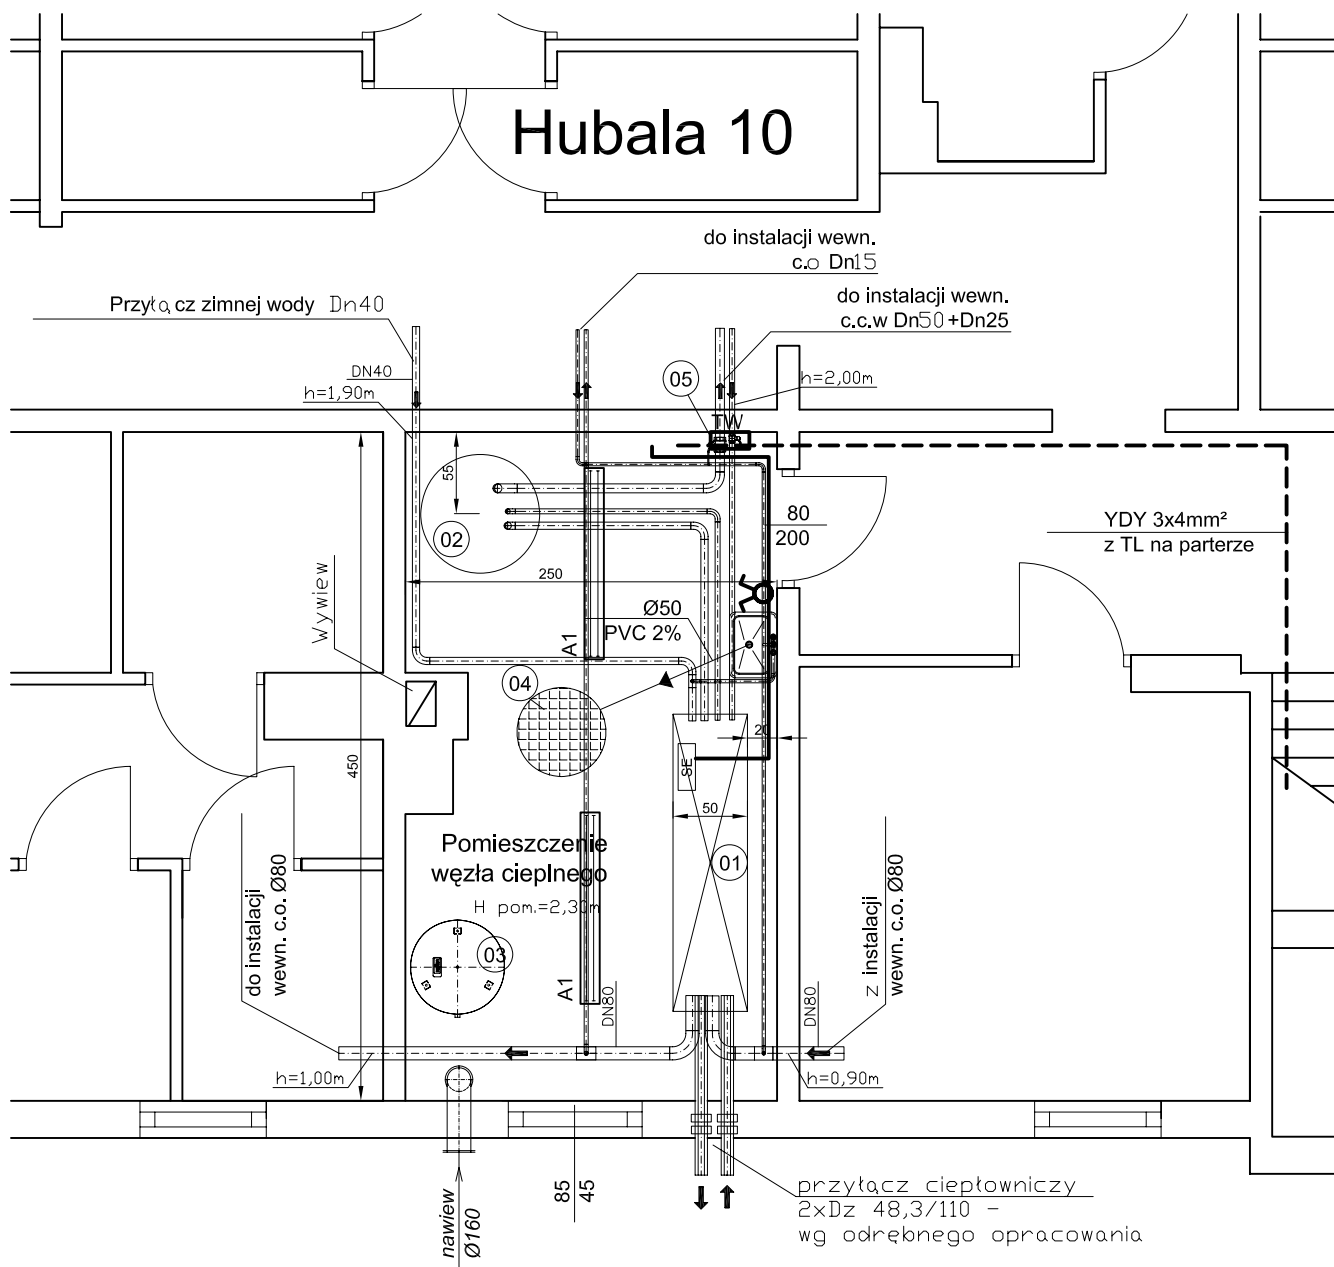 Hubala 10
do instalacji wewn.
c.o Dn15
Przyłącz zimnej wody Dn40
do instalacji wewn.
c.c.w Dn50+Dn25
DN40
h=1,90m
05
h=2,00m
TW
55
02
80
200
YDY 3x4mm²
z TL na parterze
250
Wywiew
Ø50
PVC 2%
A1
04
20
SE
450
50
Pomieszczenie
węzła cieplnego
H pom.=2,30m
01
03
do instalacji
wewn. c.o. Ø80
z instalacji
wewn. c.o. Ø80
A1
DN80
DN80
h=1,00m
h=0,90m
85
45
nawiew
Ø160
przyłącz ciepłowniczy
2xDz 48,3/110 -
wg odrębnego opracowania